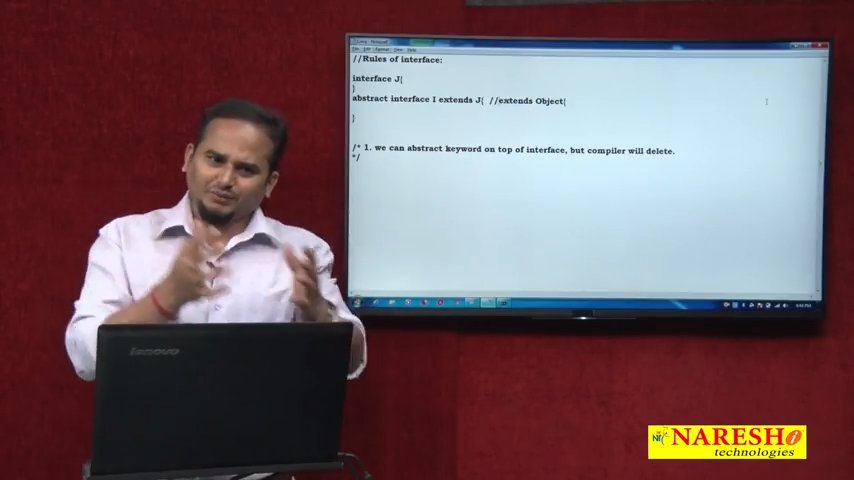 //Rules of interface:
interface J{
}
abstract interface I extends J{ //extends Object{
}
/* 1. we can abstract keyword on top of interface, but compiler will delete.
*/
lenovo
NARESH i
technologies